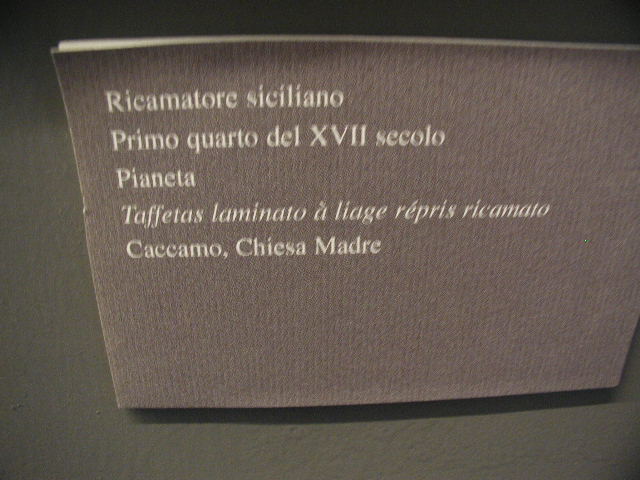 Ricamatore siciliano
Primo quarto del XVII secolo
Pianeta
Taffetas laminato à liage répris ricamato
Caccamo, Chiesa Madre